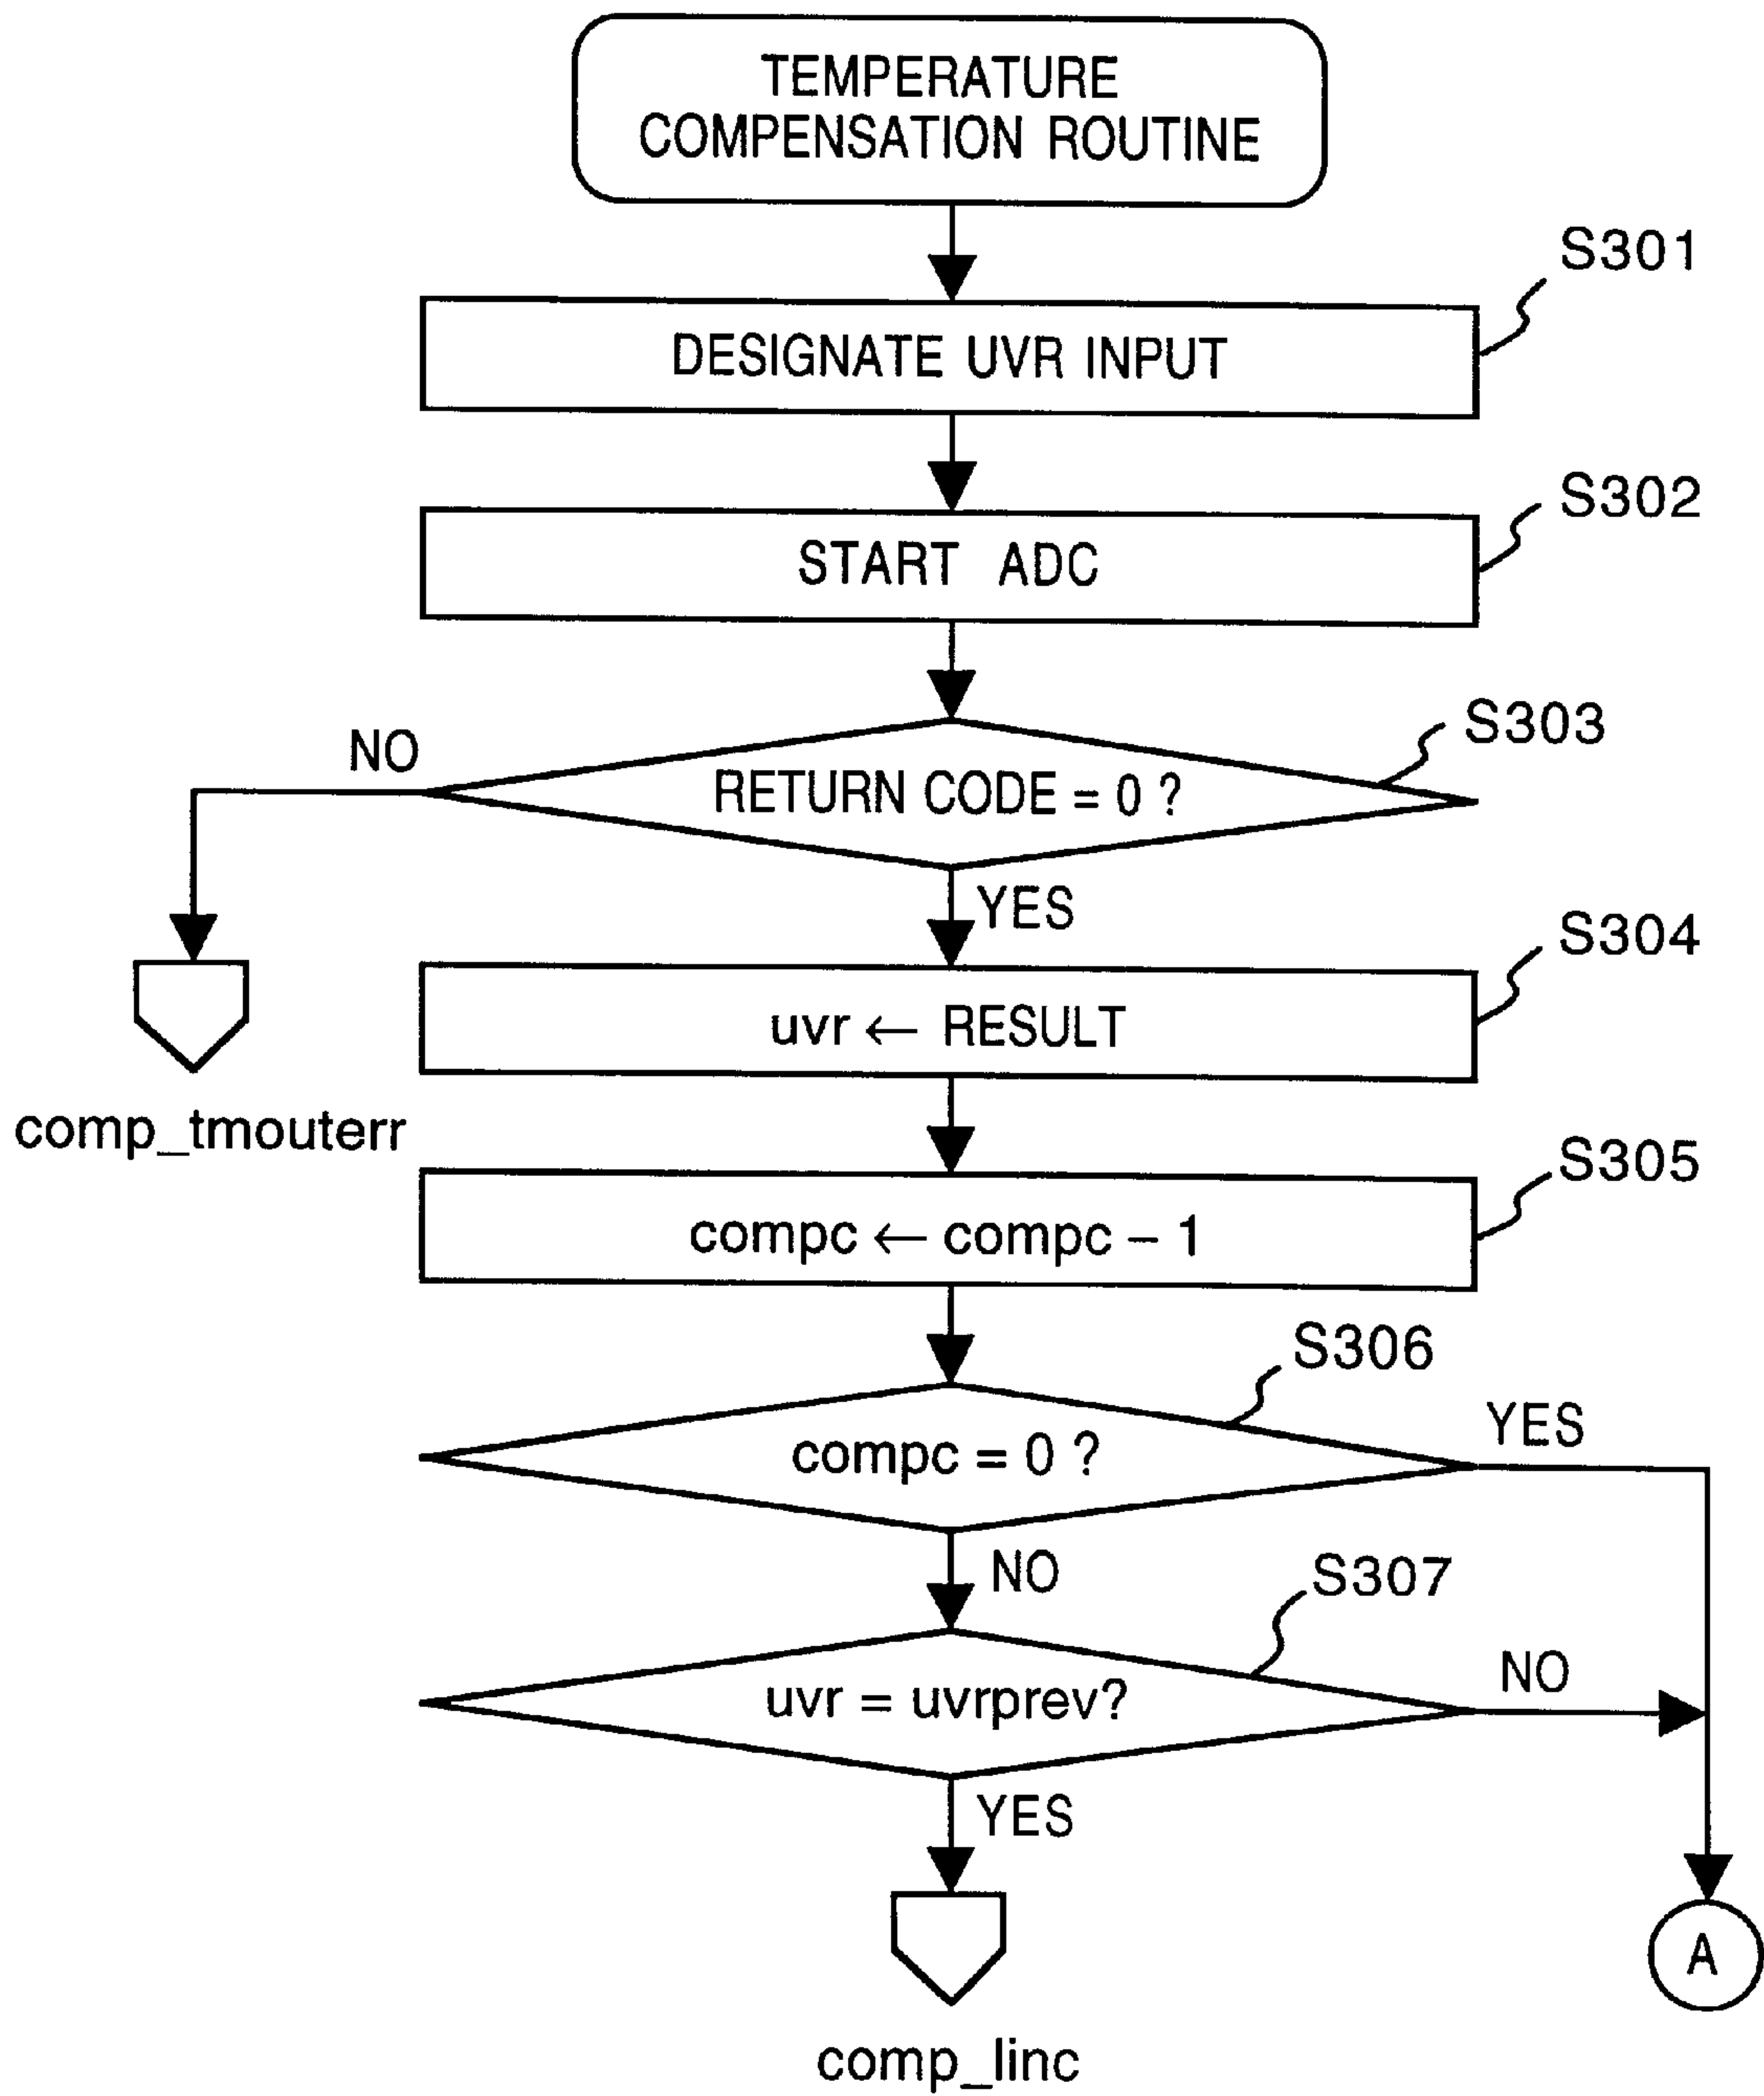 TEMPERATURE
COMPENSATION ROUTINE
S301
DESIGNATE UVR INPUT
S302
START ADC
S303
NO
RETURN CODE = 0 ?
YES
S304
uvr ← RESULT
comp_tmouterr
S305
compc ← compc – 1
S306
YES
compc = 0 ?
NO
S307
NO
uvr = uvrprev?
YES
A
comp_linc